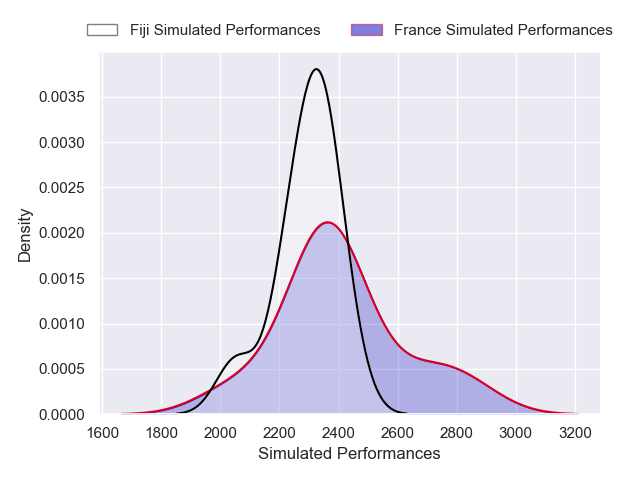 Fiji Simulated Performances France Simulated Performances
0.0035
0.0030
0.0025
0.0020
0.0015
0.0010
0.0005
0.0000
Density
1600 1800 2000 2200 2400 2600 2800 3000 3200
Simulated Performances